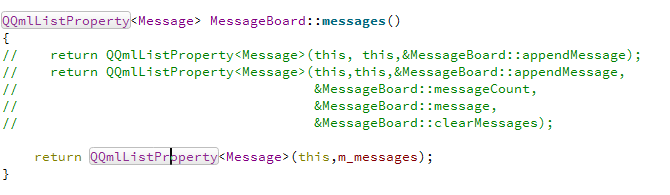 QQmlListProperty<Message> MessageBoard::messages()
{
//    return QQmlListProperty<Message>(this, this,&MessageBoard::appendMessage);
//    return QQmlListProperty<Message>(this,this,&MessageBoard::appendMessage,
//                                     &MessageBoard::messageCount,
//                                     &MessageBoard::message,
//                                     &MessageBoard::clearMessages);
    return QQmlListProperty<Message>(this,m_messages);
}